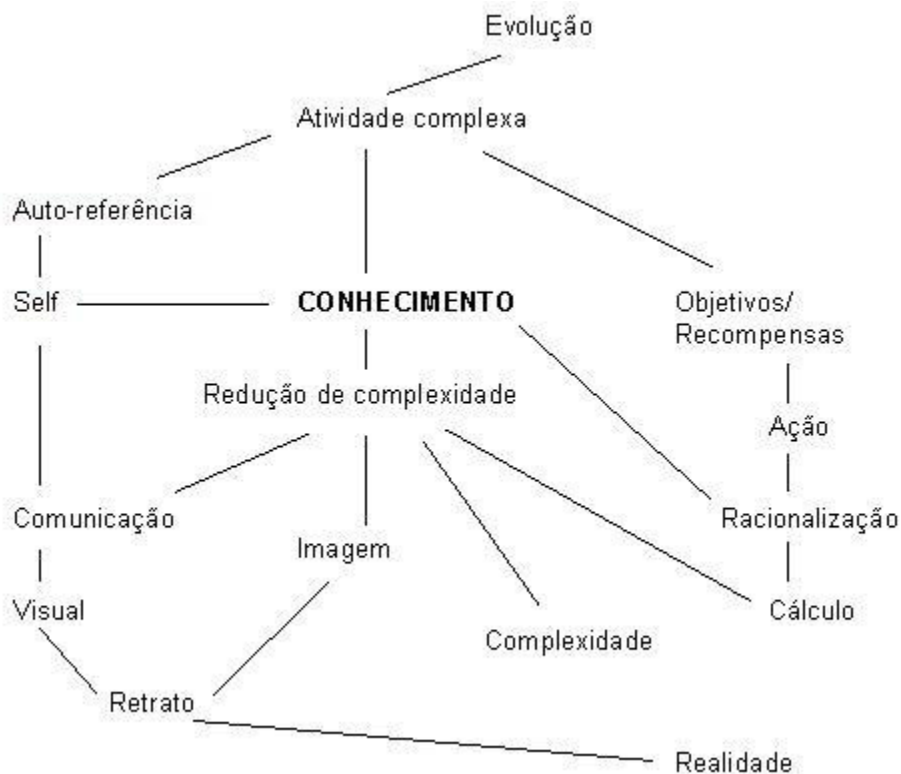 Evolução
Atividade complexa
Auto-referência
Self
CONHECIMENTO
Objetivos/
Recompensas
Redução de complexidade
Ação
Comunicação
Racionalização
Imagem
Visual
Cálculo
Complexidade
Retrato
Realidade